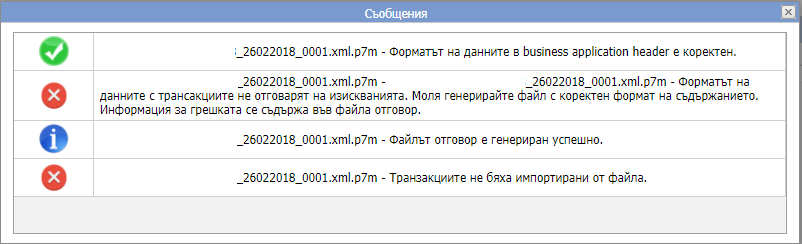 Съобщения
_26022018_0001.xml.p7m - Форматът на данните в business application header е коректен.
_26022018_0001.xml.p7m - _26022018_0001.xml.p7m - Форматът на
данните с трансакциите не отговарят на изискванията. Моля генерирайте файл с коректен формат на съдържанието.
Информация за грешката се съдържа във файла отговор.
_26022018_0001.xml.p7m - Файлът отговор е генериран успешно.
_26022018_0001.xml.p7m - Транзакциите не бяха импортирани от файла.